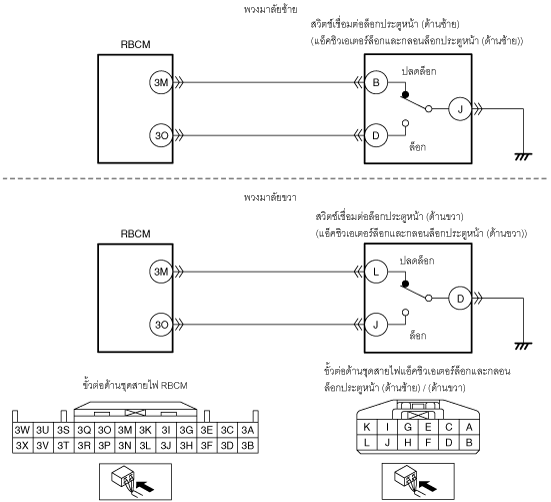 พวงมาลัยซ้าย
สวิตช์เชื่อมต่อล็อกประตูหน้า (ด้านซ้าย)
(แอ็คชิวเอเตอร์ล็อกและกลอนล็อกประตูหน้า (ด้านซ้าย))
RBCM
ปลดล็อก
3M
B
J
3O
D
ล็อก
พวงมาลัยขวา
สวิตช์เชื่อมต่อล็อกประตูหน้า (ด้านขวา)
(แอ็คชิวเอเตอร์ล็อกและกลอนล็อกประตูหน้า (ด้านขวา))
RBCM
ปลดล็อก
3M
L
D
3O
J
ล็อก
ขั้วต่อด้านชุดสายไฟ RBCM
3W 3U 3S 3Q 3O 3M 3K 3I 3G 3E 3C 3A
3X 3V 3T 3R 3P 3N 3L 3J 3H 3F 3D 3B
ขั้วต่อด้านชุดสายไฟแอ็คชิวเอเตอร์ล็อกและกลอน
ล็อกประตูหน้า (ด้านซ้าย) / (ด้านขวา)
K I G E C A
L J H F D B